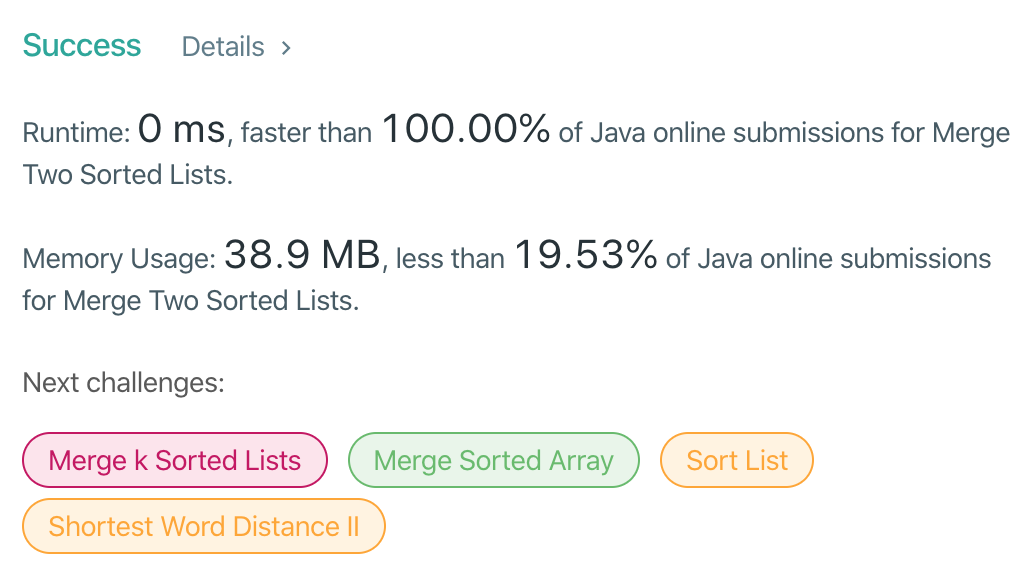 Success Details >
Runtime: 0 ms, faster than 100.00% of Java online submissions for Merge
Two Sorted Lists.
Memory Usage: 38.9 MB, less than 19.53% of Java online submissions
for Merge Two Sorted Lists.
Next challenges:
Merge k Sorted Lists Merge Sorted Array Sort List
Shortest Word Distance II